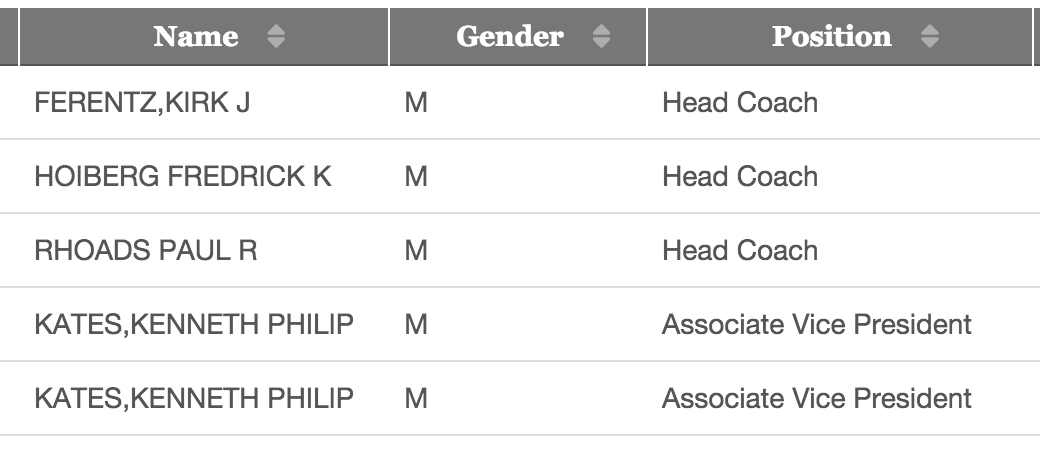 Name Gender Position
FERENTZ,KIRK J M Head Coach
HOIBERG FREDRICK K M Head Coach
RHOADS PAUL R M Head Coach
KATES,KENNETH PHILIP M Associate Vice President
KATES,KENNETH PHILIP M Associate Vice President